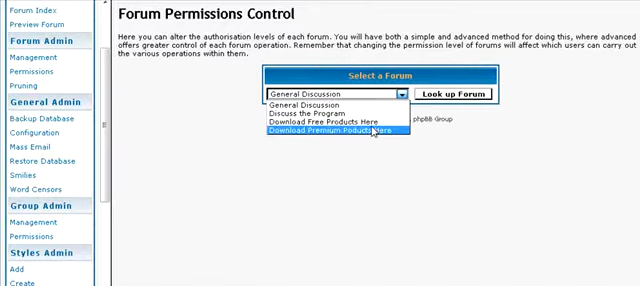 Forum Index
Preview Forum
Forum Admin
Management
Permissions
Pruning
General Admin
Backup Database
Configuration
Mass Email
Restore Database
Smilies
Word Censors
Group Admin
Management
Permissions
Styles Admin
Add
Create
Forum Permissions Control
Here you can alter the authorisation levels of each forum. You will have both a simple and advanced method for doing this, where advanced
offers greater control of each forum operation. Remember that changing the permission level of forums will affect which users can carry out
the various operations within them.
Select a Forum
General Discussion
Look up Forum
General Discussion
Discuss the Program
Download Free Products Here
Download Premium Poducts Here
phpBB Group